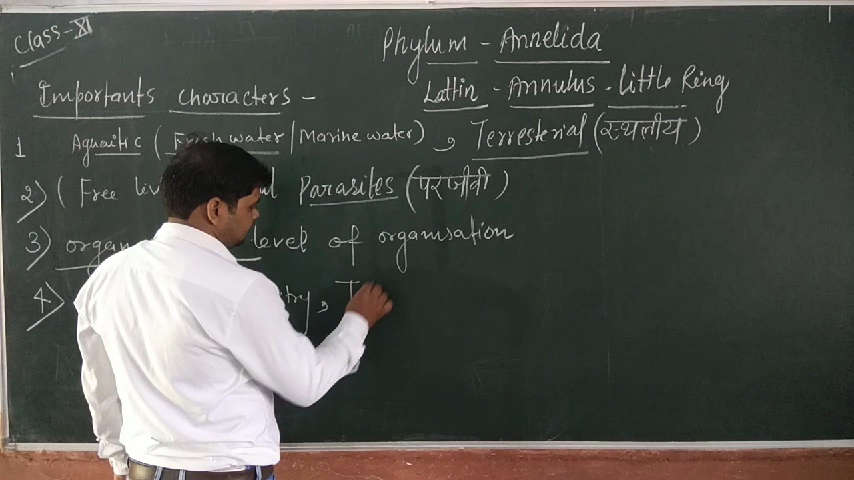 Class-XI
Phylum - Annelida
Lattin - Annulus - little Ring
Importants characters -
1 Aquaitic (Fresh water / Marine water), Terresterial (स्थलीय)
2) (Free Parasites (परजीवी)
3) level of organisation
4)